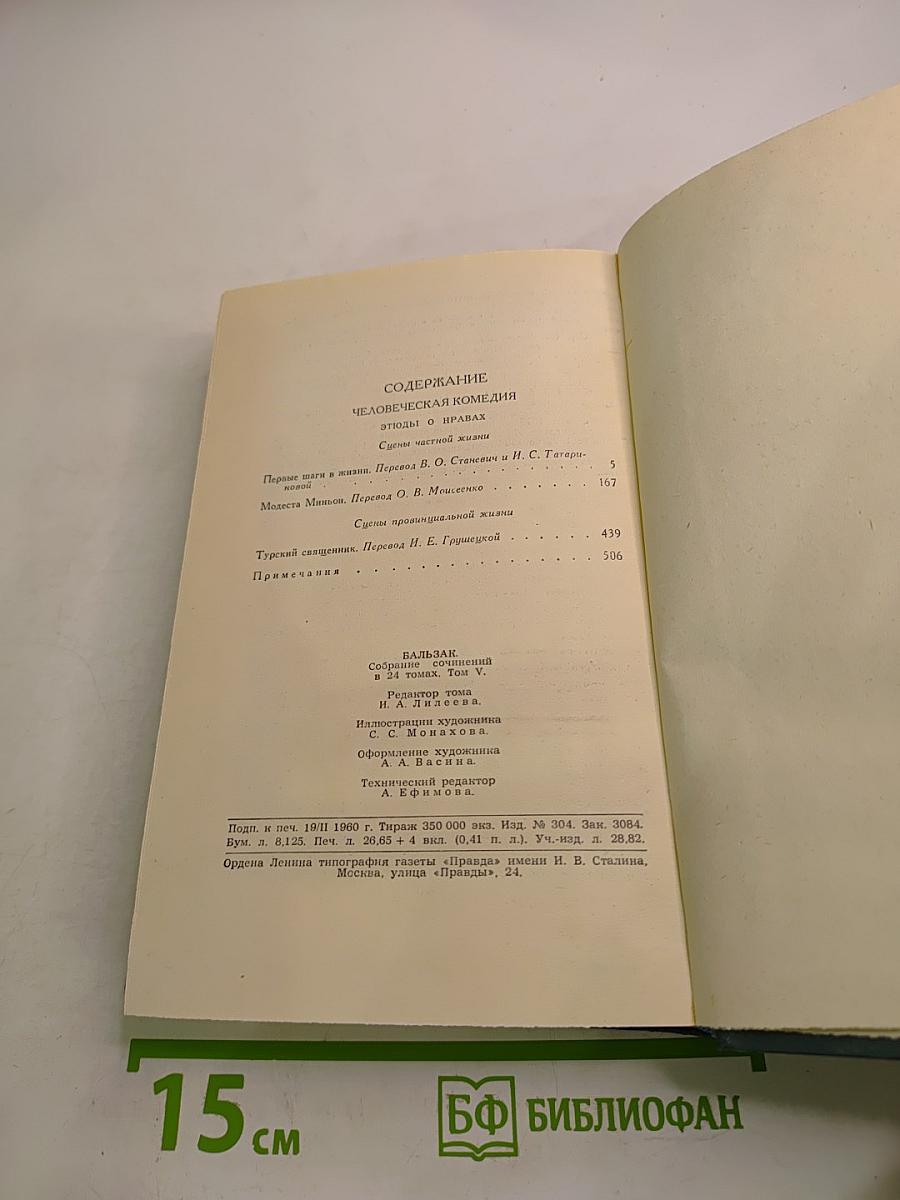 СОДЕРЖАНИЕ
ЧЕЛОВЕЧЕСКАЯ КОМЕДИЯ
ЭТЮДЫ О НРАВАХ
Сцены частной жизни
Первые шаги в жизни. Перевод В. О. Станевич и И. С. Татари-
новой . . . . . . . . . . . . . . . . 5
Модеста Миньон. Перевод О. В. Моисеенко . . . . . . . 167
Сцены провинциальной жизни
Турский священник. Перевод И. Е. Грушецкой . . . . . . 439
Примечания . . . . . . . . . . . . . . . 506
БАЛЬЗАК.
Собрание сочинений
в 24 томах. Том V.
Редактор тома
И. А. Лилеева.
Иллюстрации художника
С. С. Монахова.
Оформление художника
А. А. Васина.
Технический редактор
А. Ефимова.
Подп. к печ. 19/II 1960 г. Тираж 350 000 экз. Изд. № 304. Зак. 3084.
Бум. л. 8,125. Печ. л. 26,65 + 4 вкл. (0,41 п. л.). Уч.-изд. л. 28,82.
Ордена Ленина типография газеты «Правда» имени И. В. Сталина,
Москва, улица «Правды», 24.
15 см
БФ БИБЛИОФАН